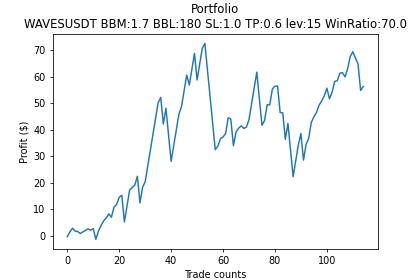 Portfolio
WAVESUSDT BBM:1.7 BBL:180 SL:1.0 TP:0.6 lev:15 WinRatio:70.0
Profit ($)
70
60
50
40
30
20
10
0
0 20 40 60 80 100
Trade counts